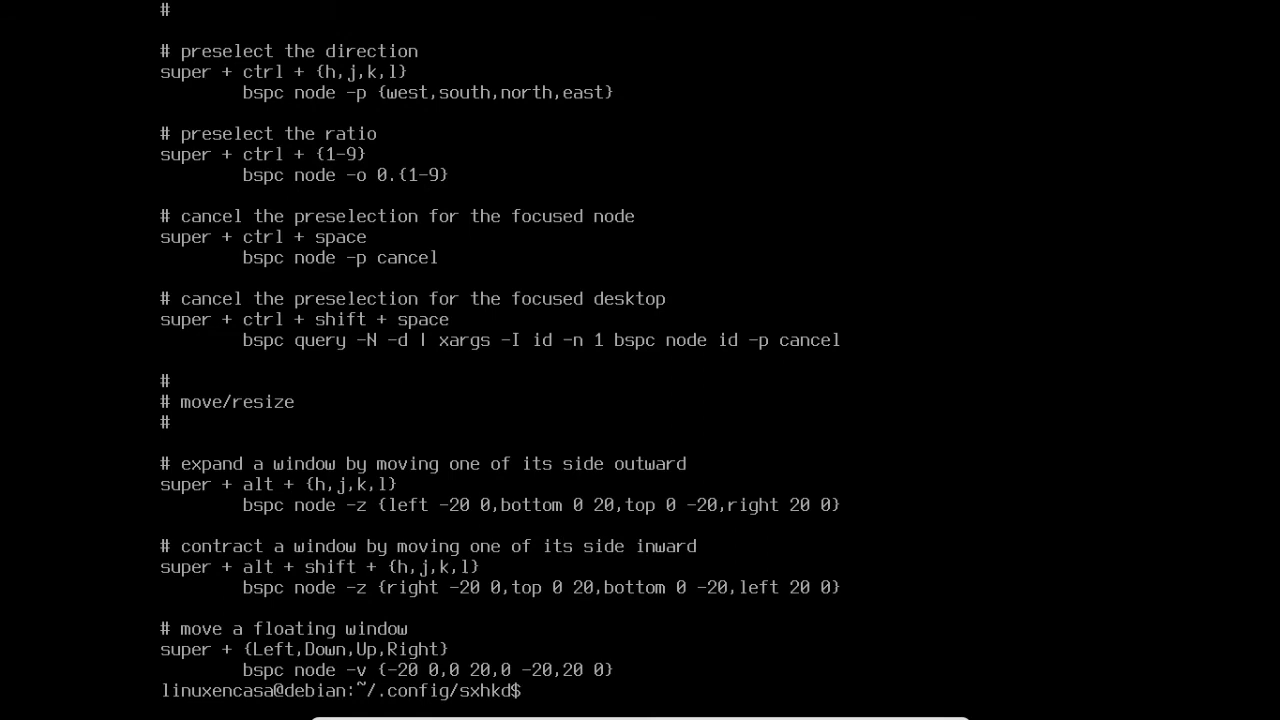 #
# preselect the direction
super + ctrl + {h,j,k,l}
bspc node -p {west,south,north,east}
# preselect the ratio
super + ctrl + {1-9}
bspc node -o 0.{1-9}
# cancel the preselection for the focused node
super + ctrl + space
bspc node -p cancel
# cancel the preselection for the focused desktop
super + ctrl + shift + space
bspc query -N -d | xargs -I id -n 1 bspc node id -p cancel
#
# move/resize
#
# expand a window by moving one of its side outward
super + alt + {h,j,k,l}
bspc node -z {left -20 0,bottom 0 20,top 0 -20,right 20 0}
# contract a window by moving one of its side inward
super + alt + shift + {h,j,k,l}
bspc node -z {right -20 0,top 0 20,bottom 0 -20,left 20 0}
# move a floating window
super + {Left,Down,Up,Right}
bspc node -v {-20 0,0 20,0 -20,20 0}
linuxencasa@debian:~/.config/sxhkd$